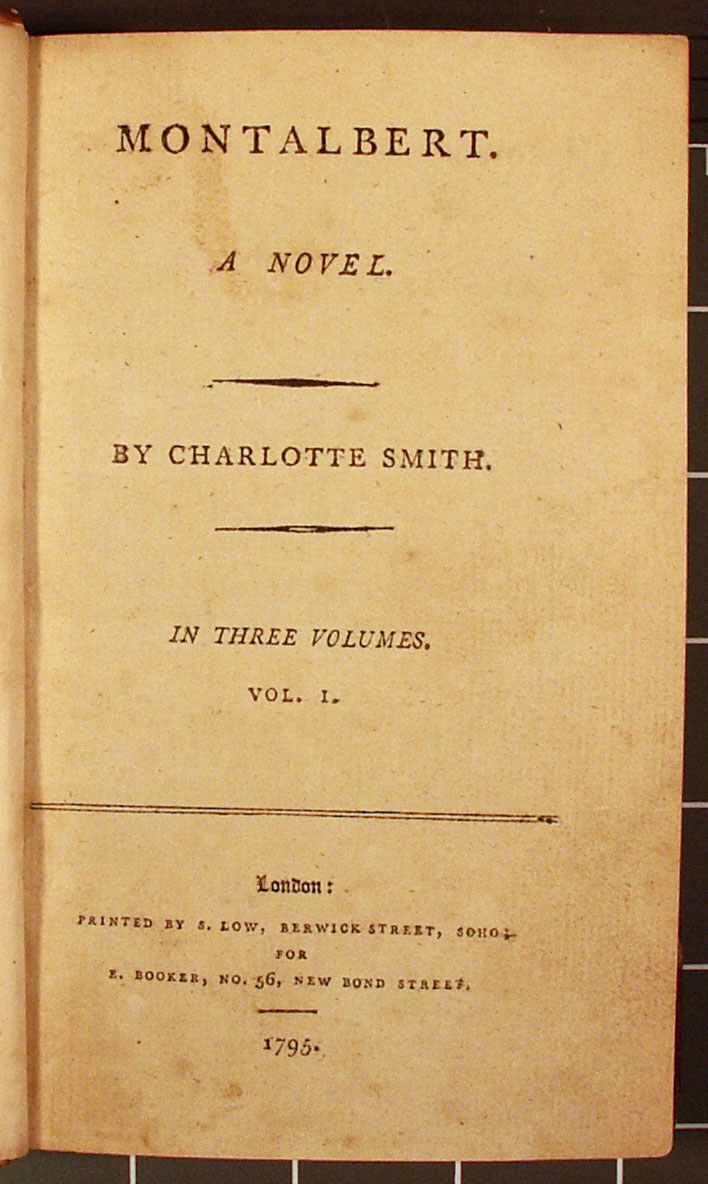 MONTALBERT.
A NOVEL.
BY CHARLOTTE SMITH.
IN THREE VOLUMES.
VOL. I.
London:
PRINTED BY S. LOW, BERWICK STREET, SOHO;
FOR
E. BOOKER, NO. 56, NEW BOND STREET.
1795.